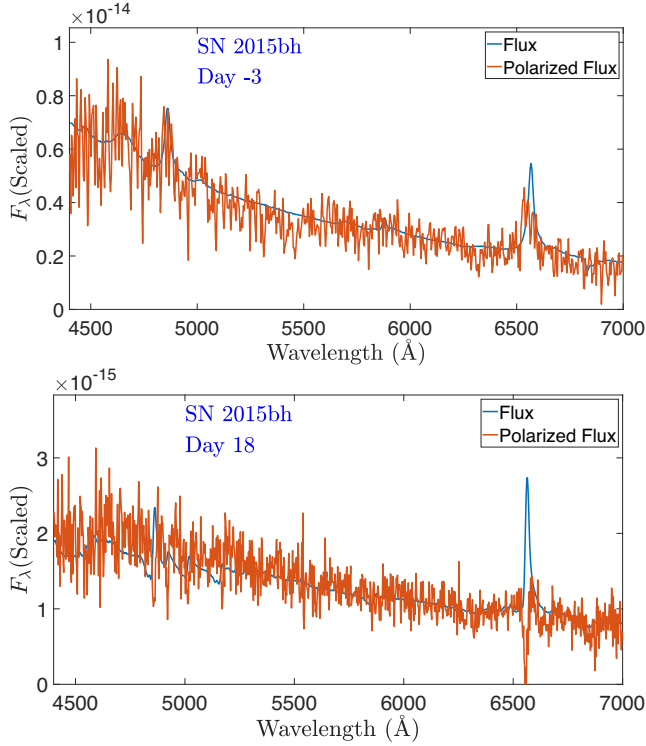 ×10⁻¹⁴
SN 2015bh
Day -3
Flux
Polarized Flux
F_λ(Scaled)
1
0.8
0.6
0.4
0.2
0
4500 5000 5500 6000 6500 7000
Wavelength (Å)
×10⁻¹⁵
SN 2015bh
Day 18
Flux
Polarized Flux
F_λ(Scaled)
3
2
1
0
4500 5000 5500 6000 6500 7000
Wavelength (Å)